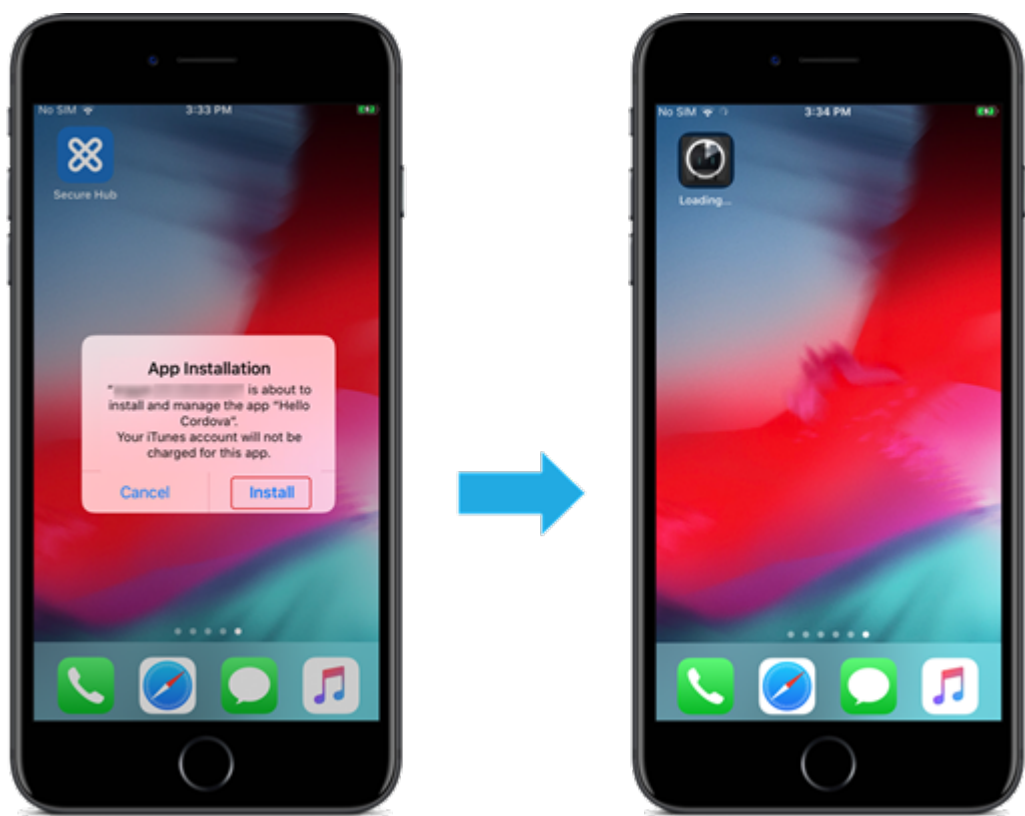 No SIM 3:33 PM
Secure Hub
App Installation
" is about to
install and manage the app "Hello
Cordova".
Your iTunes account will not be
charged for this app.
Cancel Install
No SIM 3:34 PM
Loading...